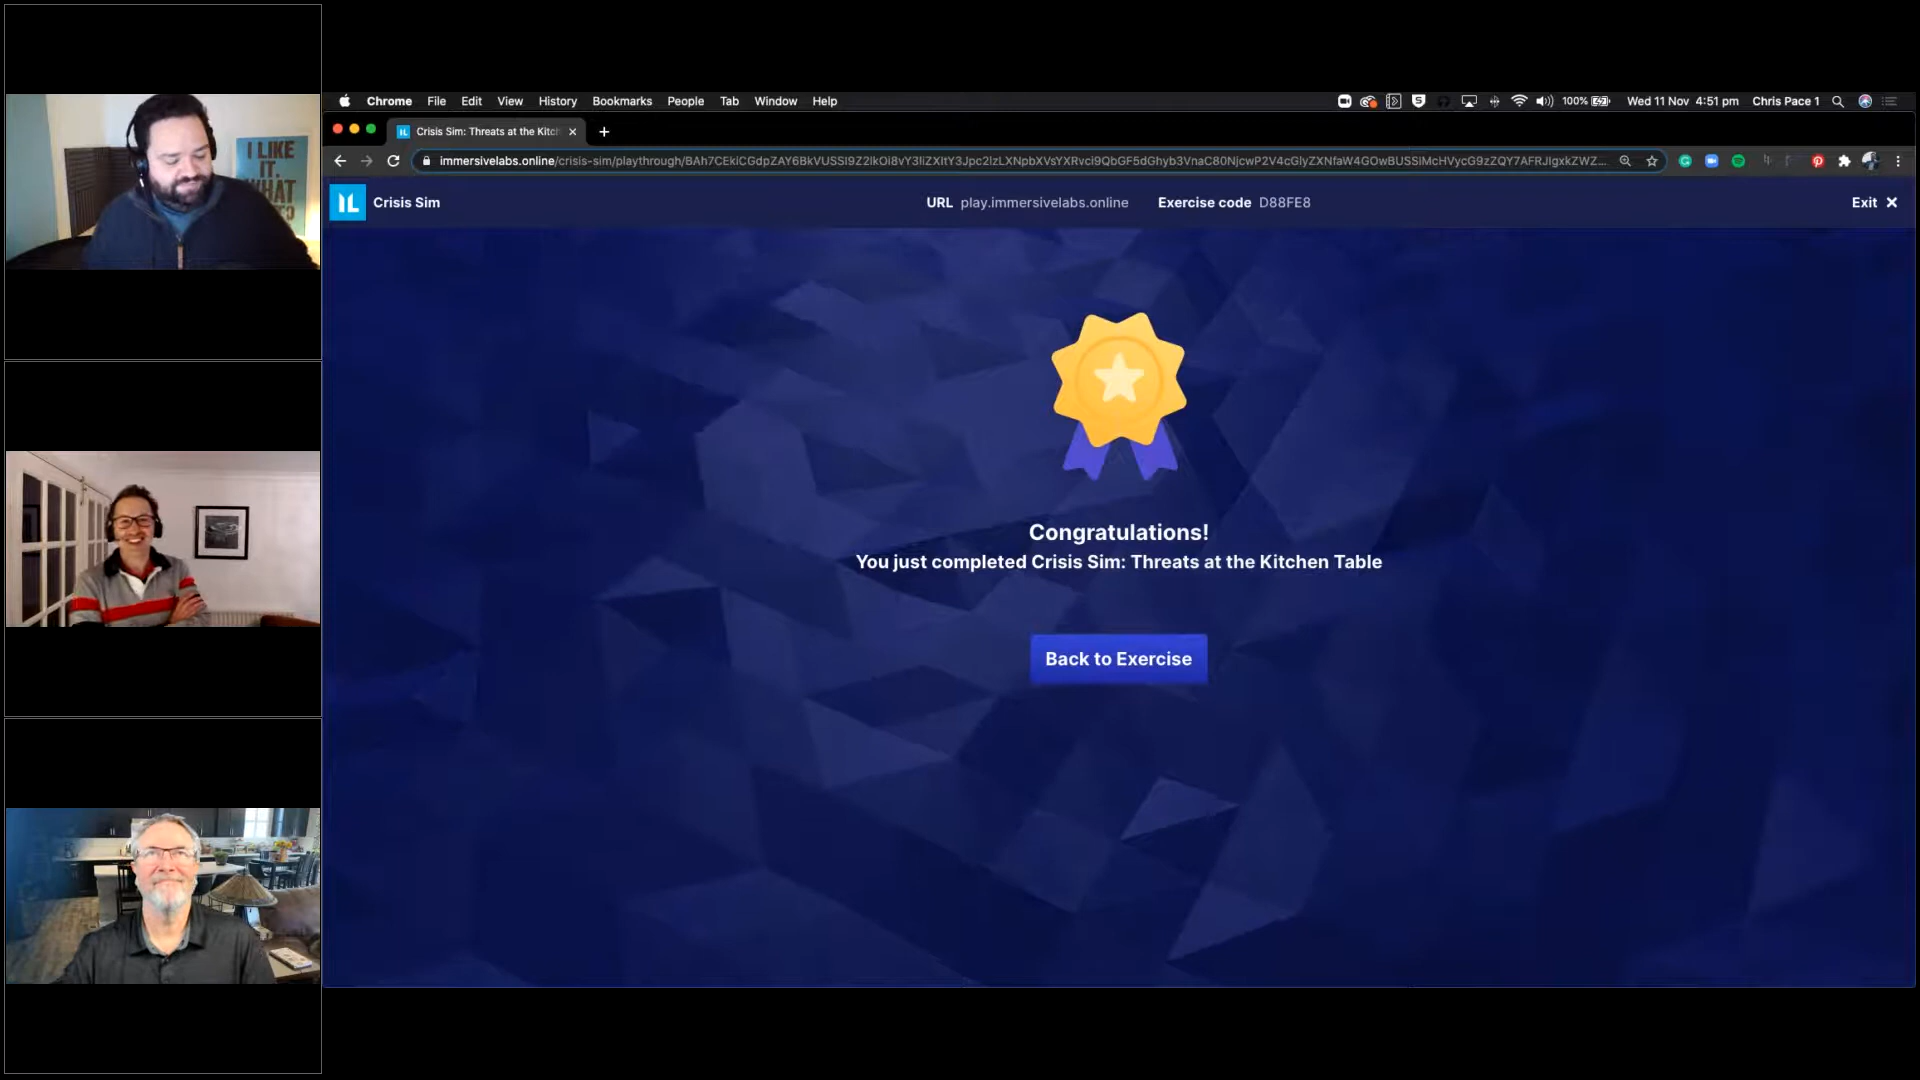 I LIKE
IT.
WHAT
Chrome File Edit View History Bookmarks People Tab Window Help
100% Wed 11 Nov 4:51 pm Chris Pace 1
Crisis Sim: Threats at the Kitch
immersivelabs.online/crisis-sim/playthrough/
IL Crisis Sim
URL play.immersivelabs.online Exercise code D88FE8
Exit
Congratulations!
You just completed Crisis Sim: Threats at the Kitchen Table
Back to Exercise